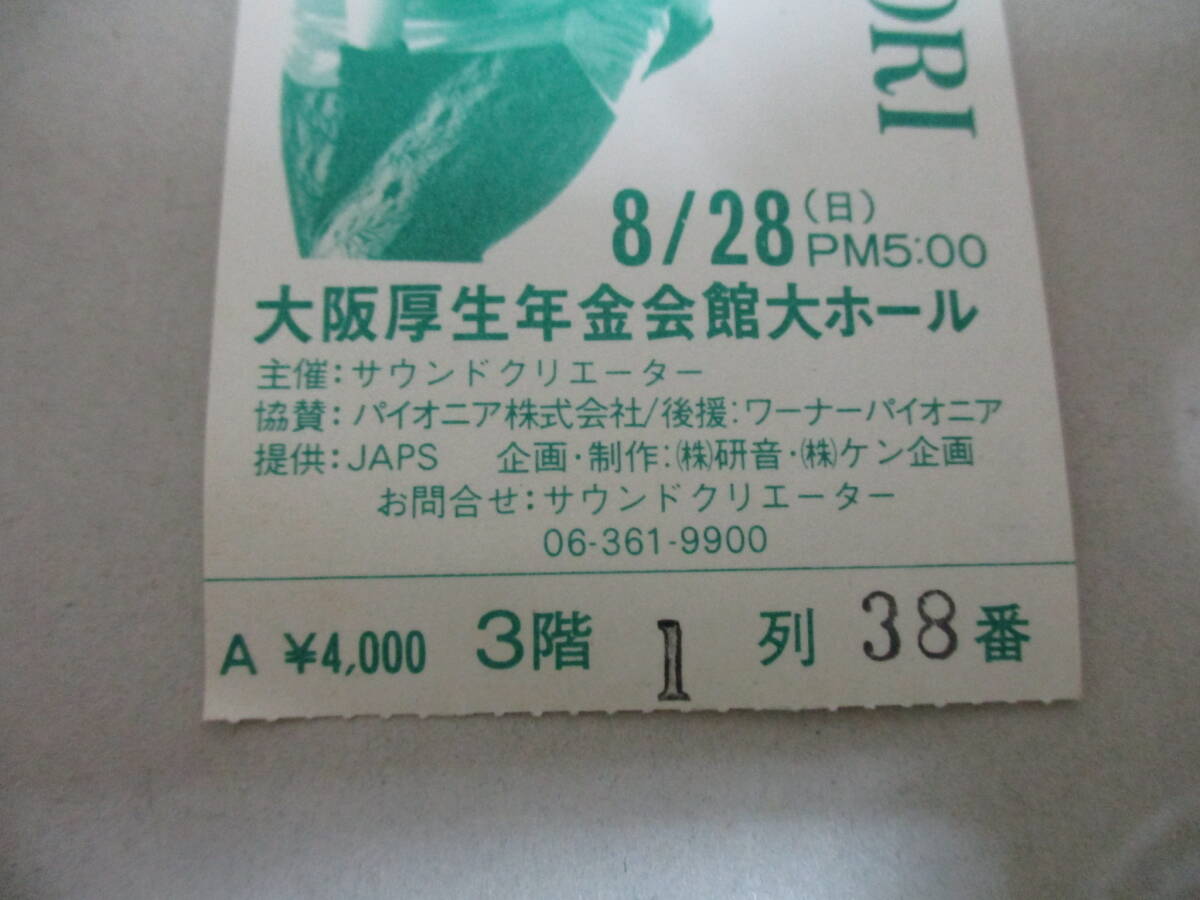 ORI
8/28（日）
PM5:00
大阪厚生年金会館大ホール
主催：サウンドクリエーター
協賛：パイオニア株式会社/後援：ワーナーパイオニア
提供：JAPS　企画・制作：㈱研音・㈱ケン企画
お問合せ：サウンドクリエーター
06-361-9900
A ¥4,000 3階 1 列 38 番